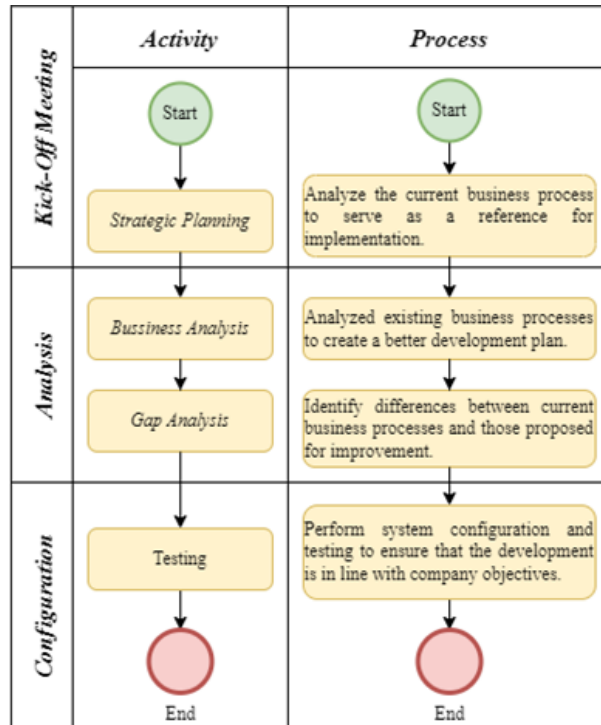 Activity
Process
Kick-Off Meeting
Start
Start
Strategic Planning
Analyze the current business process
to serve as a reference for
implementation.
Analysis
Bussiness Analysis
Analyzed existing business processes
to create a better development plan.
Gap Analysis
Identify differences between current
business processes and those proposed
for improvement.
Configuration
Testing
Perform system configuration and
testing to ensure that the development
is in line with company objectives.
End
End